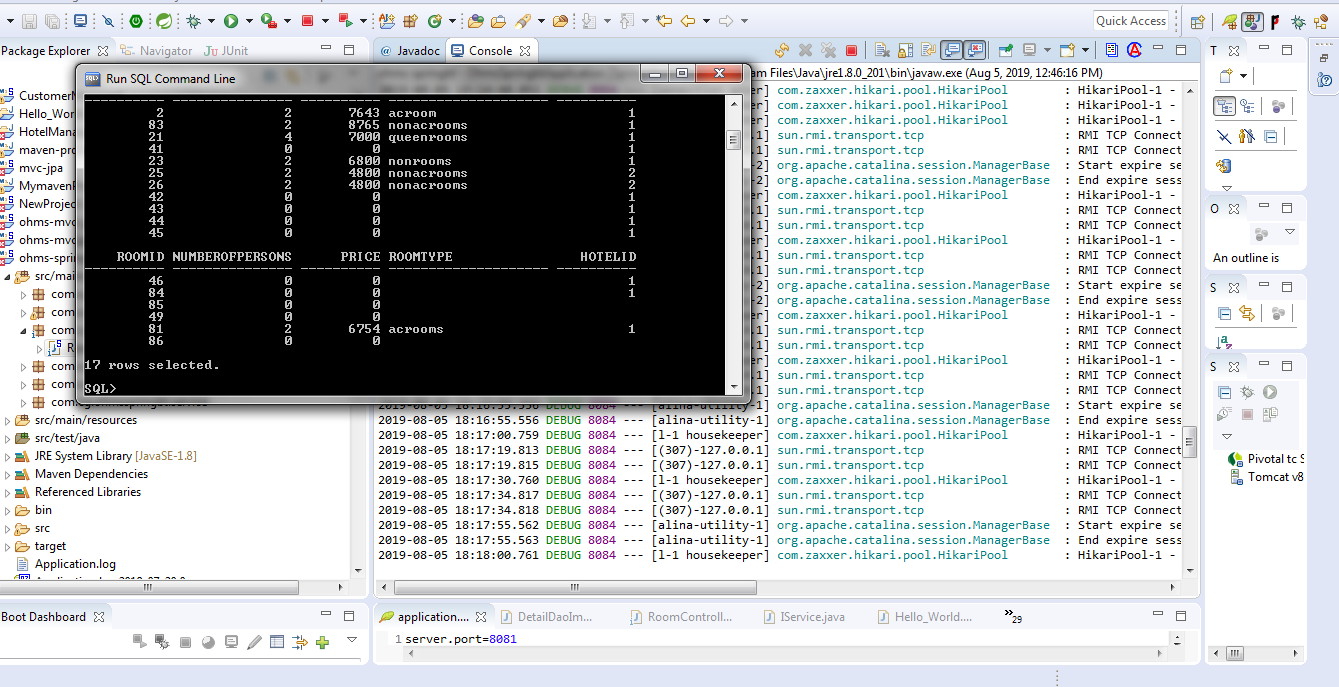 Quick Access
Package Explorer
Navigator
JUnit
CustomerM
Hello_Wor
HotelMana
maven-pro
mvc-jpa
MymavenP
NewProjec
ohms-mvc
ohms-mvc
ohms-sprin
src/mai
com
com
com
R
com
com
src/main/resources
src/test/java
JRE System Library [JavaSE-1.8]
Maven Dependencies
Referenced Libraries
bin
src
target
Application.log
Run SQL Command Line
2 2 7643 acroom 1
83 2 8765 nonacrooms 1
21 4 7000 queenrooms 1
41 0 0 1
23 2 6800 nonrooms 1
25 2 4800 nonacrooms 2
26 2 4800 nonacrooms 2
42 0 0 1
43 0 0 1
44 0 0 1
45 0 0 1
ROOMID NUMBEROFPERSONS PRICE ROOMTYPE HOTELID
46 0 0 1
84 0 0 1
85 0 0
49 0 0
81 2 6754 acrooms 1
86 0 0
17 rows selected.
SQL>
@ Javadoc
Console
am Files\Java\jre1.8.0_201\bin\javaw.exe (Aug 5, 2019, 12:46:16 PM)
r] com.zaxxer.hikari.pool.HikariPool : HikariPool-1 -
r] com.zaxxer.hikari.pool.HikariPool : HikariPool-1 -
r] com.zaxxer.hikari.pool.HikariPool : HikariPool-1 -
1] sun.rmi.transport.tcp : RMI TCP Connect
1] sun.rmi.transport.tcp : RMI TCP Connect
2] org.apache.catalina.session.ManagerBase : Start expire sess
2] org.apache.catalina.session.ManagerBase : End expire sess
r] com.zaxxer.hikari.pool.HikariPool : HikariPool-1 -
1] sun.rmi.transport.tcp : RMI TCP Connect
1] sun.rmi.transport.tcp : RMI TCP Connect
r] com.zaxxer.hikari.pool.HikariPool : HikariPool-1 -
1] sun.rmi.transport.tcp : RMI TCP Connect
1] sun.rmi.transport.tcp : RMI TCP Connect
2] org.apache.catalina.session.ManagerBase : Start expire se
2] org.apache.catalina.session.ManagerBase : End expire sess
r] com.zaxxer.hikari.pool.HikariPool : HikariPool-1 -
1] sun.rmi.transport.tcp : RMI TCP Connect
1] sun.rmi.transport.tcp : RMI TCP Connect
r] com.zaxxer.hikari.pool.HikariPool : HikariPool-1 -
1] sun.rmi.transport.tcp : RMI TCP Connect
1] sun.rmi.transport.tcp : RMI TCP Connect
2019-08-05 18:16:55.556 DEBUG 8084 --- [alina-utility-1] org.apache.catalina.session.ManagerBase : Start expire se
2019-08-05 18:16:55.556 DEBUG 8084 --- [alina-utility-1] org.apache.catalina.session.ManagerBase : End expire sess
2019-08-05 18:17:00.759 DEBUG 8084 --- [l-1 housekeeper] com.zaxxer.hikari.pool.HikariPool : HikariPool-1 -
2019-08-05 18:17:19.813 DEBUG 8084 --- [(307)-127.0.0.1] sun.rmi.transport.tcp : RMI TCP Connect
2019-08-05 18:17:19.815 DEBUG 8084 --- [(307)-127.0.0.1] sun.rmi.transport.tcp : RMI TCP Connect
2019-08-05 18:17:30.760 DEBUG 8084 --- [l-1 housekeeper] com.zaxxer.hikari.pool.HikariPool : HikariPool-1 -
2019-08-05 18:17:34.817 DEBUG 8084 --- [(307)-127.0.0.1] sun.rmi.transport.tcp : RMI TCP Connect
2019-08-05 18:17:34.818 DEBUG 8084 --- [(307)-127.0.0.1] sun.rmi.transport.tcp : RMI TCP Connect
2019-08-05 18:17:55.562 DEBUG 8084 --- [alina-utility-1] org.apache.catalina.session.ManagerBase : Start expire se
2019-08-05 18:17:55.563 DEBUG 8084 --- [alina-utility-1] org.apache.catalina.session.ManagerBase : End expire sess
2019-08-05 18:18:00.761 DEBUG 8084 --- [l-1 housekeeper] com.zaxxer.hikari.pool.HikariPool : HikariPool-1 -
T
O
An outline is
S
S
Pivotal tc S
Tomcat v8
Boot Dashboard
application....
DetailDaoIm...
RoomControll...
IService.java
Hello_World....
»29
1 server.port=8081